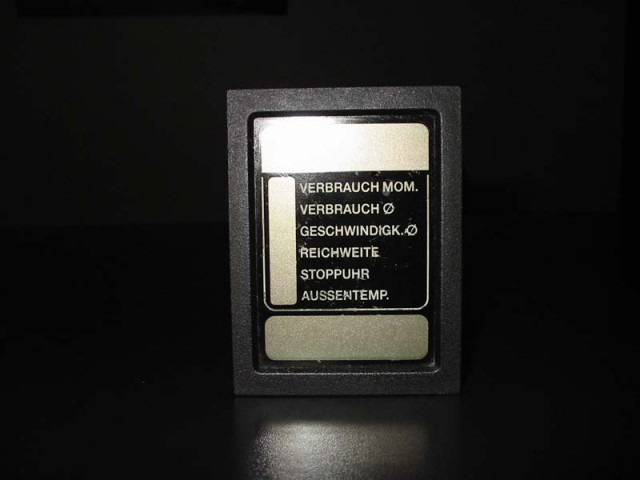 VERBRAUCH MOM.
VERBRAUCH Ø
GESCHWINDIGK. Ø
REICHWEITE
STOPPUHR
AUSSENTEMP.